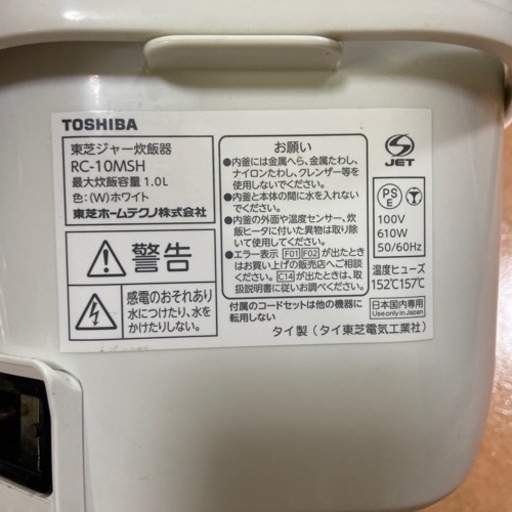 TOSHIBA
東芝ジャー炊飯器
RC-10MSH
最大炊飯容量 1.0L
色:(W)ホワイト
東芝ホームテクノ株式会社
警告
感電のおそれあり
水につけたり、水を
かけたりしない。
お願い
●内釜には金属へら、金属たわし、
ナイロンたわし、クレンザー等を
使用しないでください。
●内釜と本体の間に水を入れない
でください。
●内釜の外面や温度センサー、炊
飯ヒータに付いた異物は取り除
いて使用してください。
●エラー表示 F01 F02 が出たときは
お買い上げの販売店へご相談
ください。C14が出たときは、取
扱説明書に従いお調べください。
付属のコードセットは他の機器に
転用しない
タイ製(タイ東芝電気工業社)
S
JET
PS
E
100V
610W
50/60Hz
温度ヒューズ
152℃157℃
日本国内専用
Use only in Japan